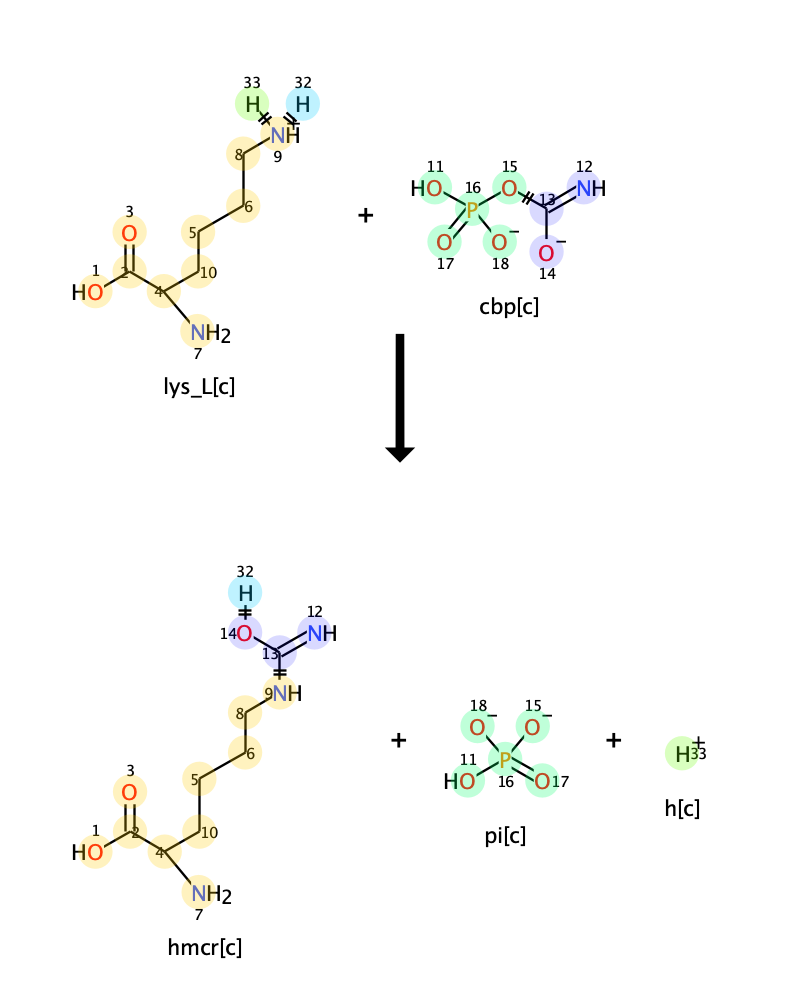 33 32
H H
NH +
8 9
6
3
O
5
1 2 10
HO 4
NH2
7
lys_L[c]
+
11 15 12
HO 16 O 13 NH
P
O O − O −
17 18 14
cbp[c]
32
H
12
14 O NH
13
9 NH
8
6
3
O
5
1 2 10
HO 4
NH2
7
hmcr[c]
+
18 15
O − O −
11 P
HO 16 O 17
pi[c]
+
H + 33
h[c]